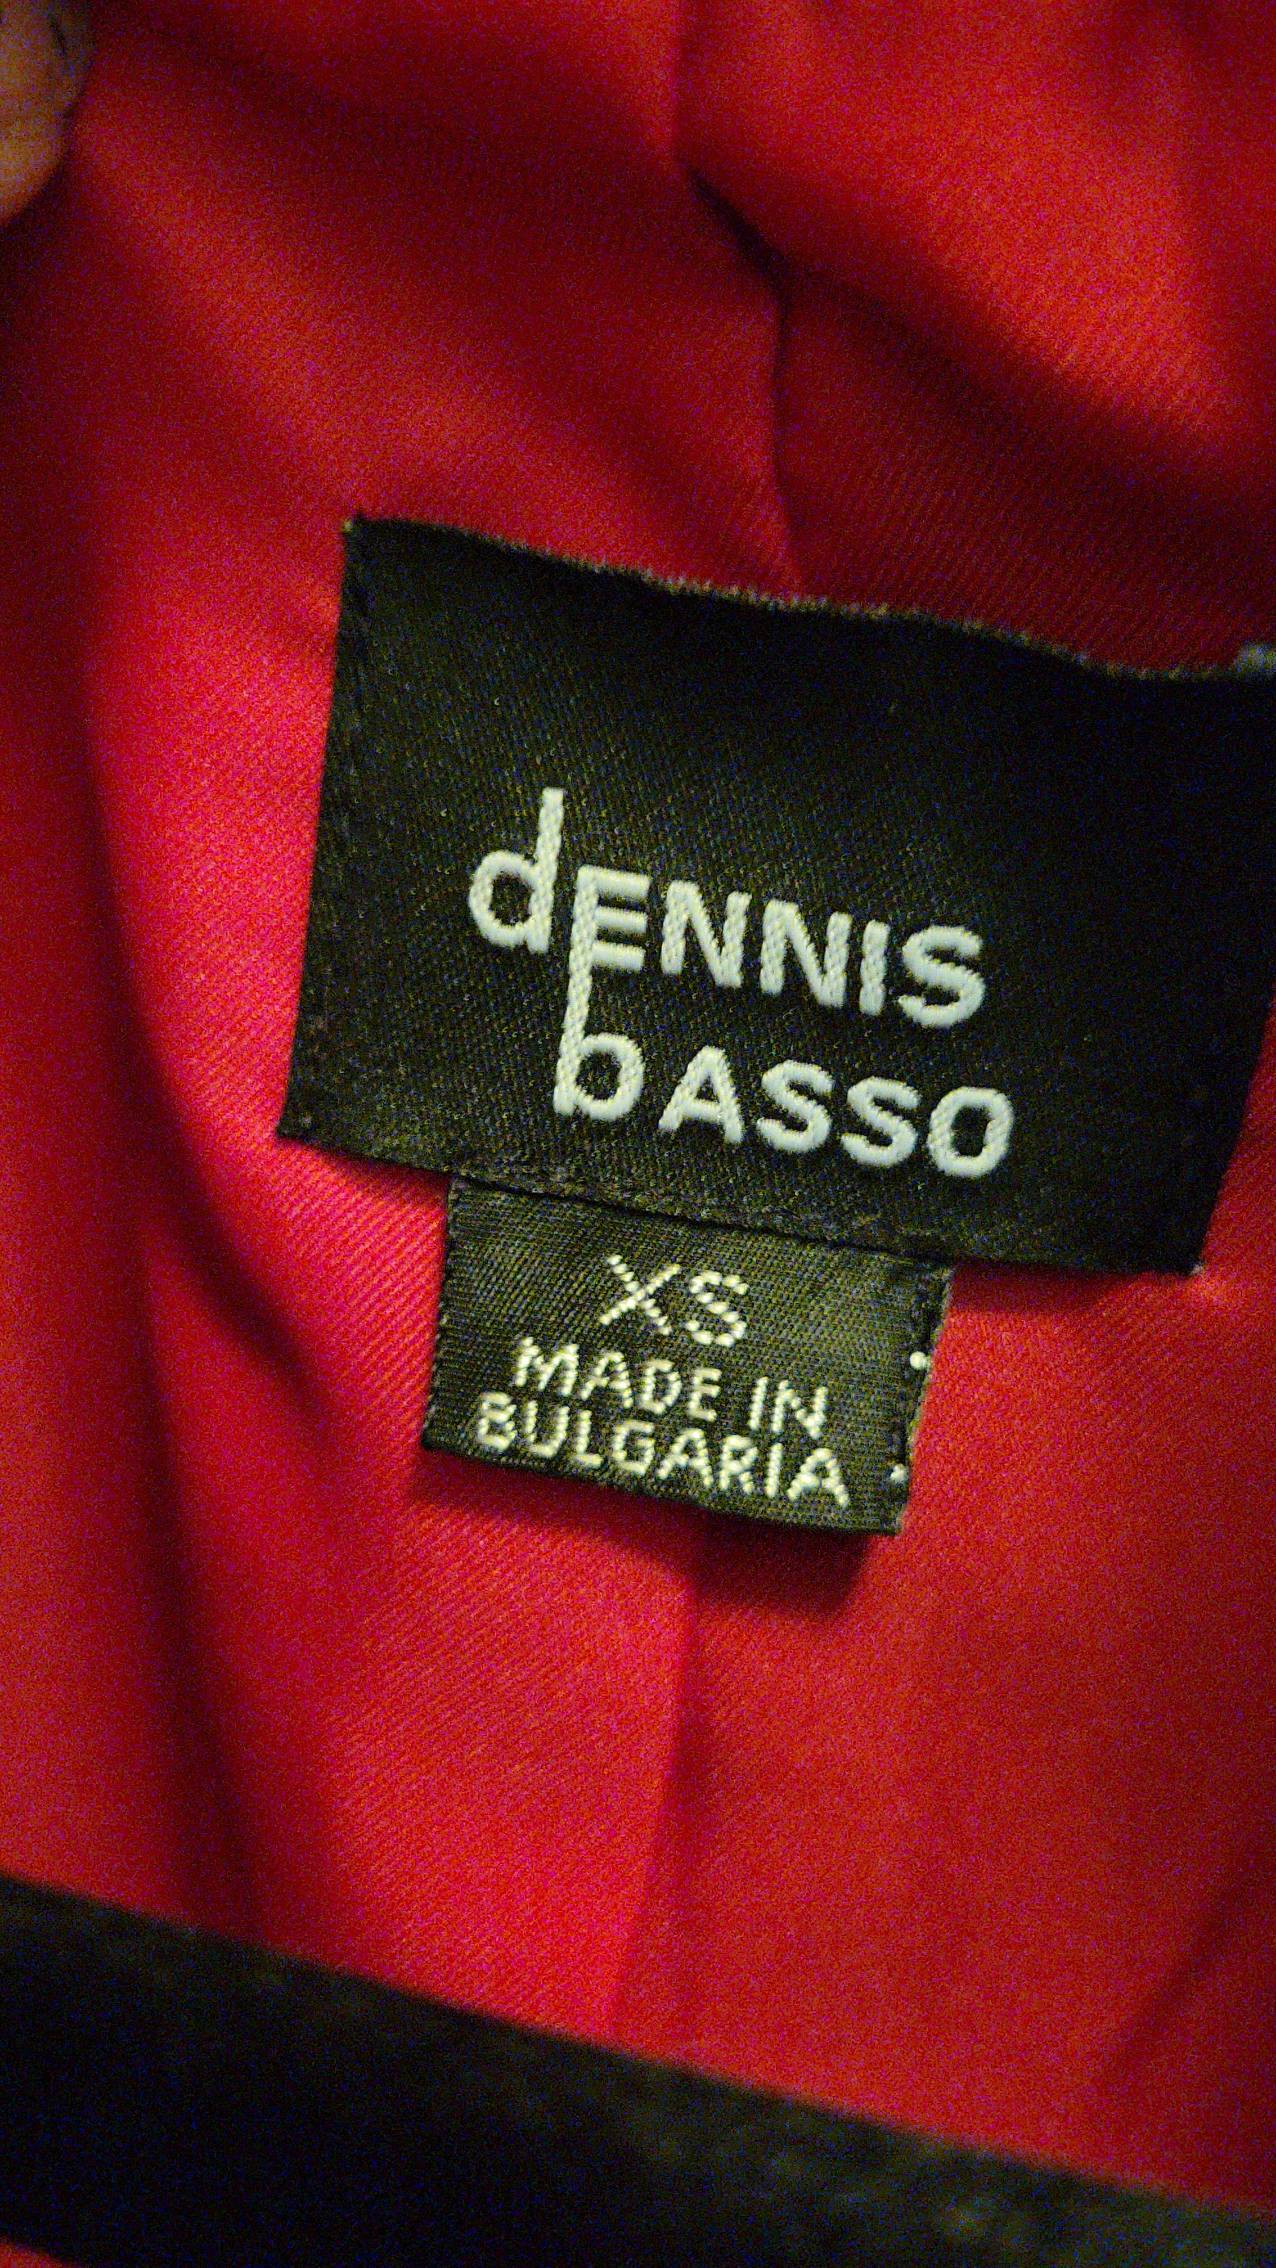 dENNIS
bASSO
XS
MADE IN
BULGARIA